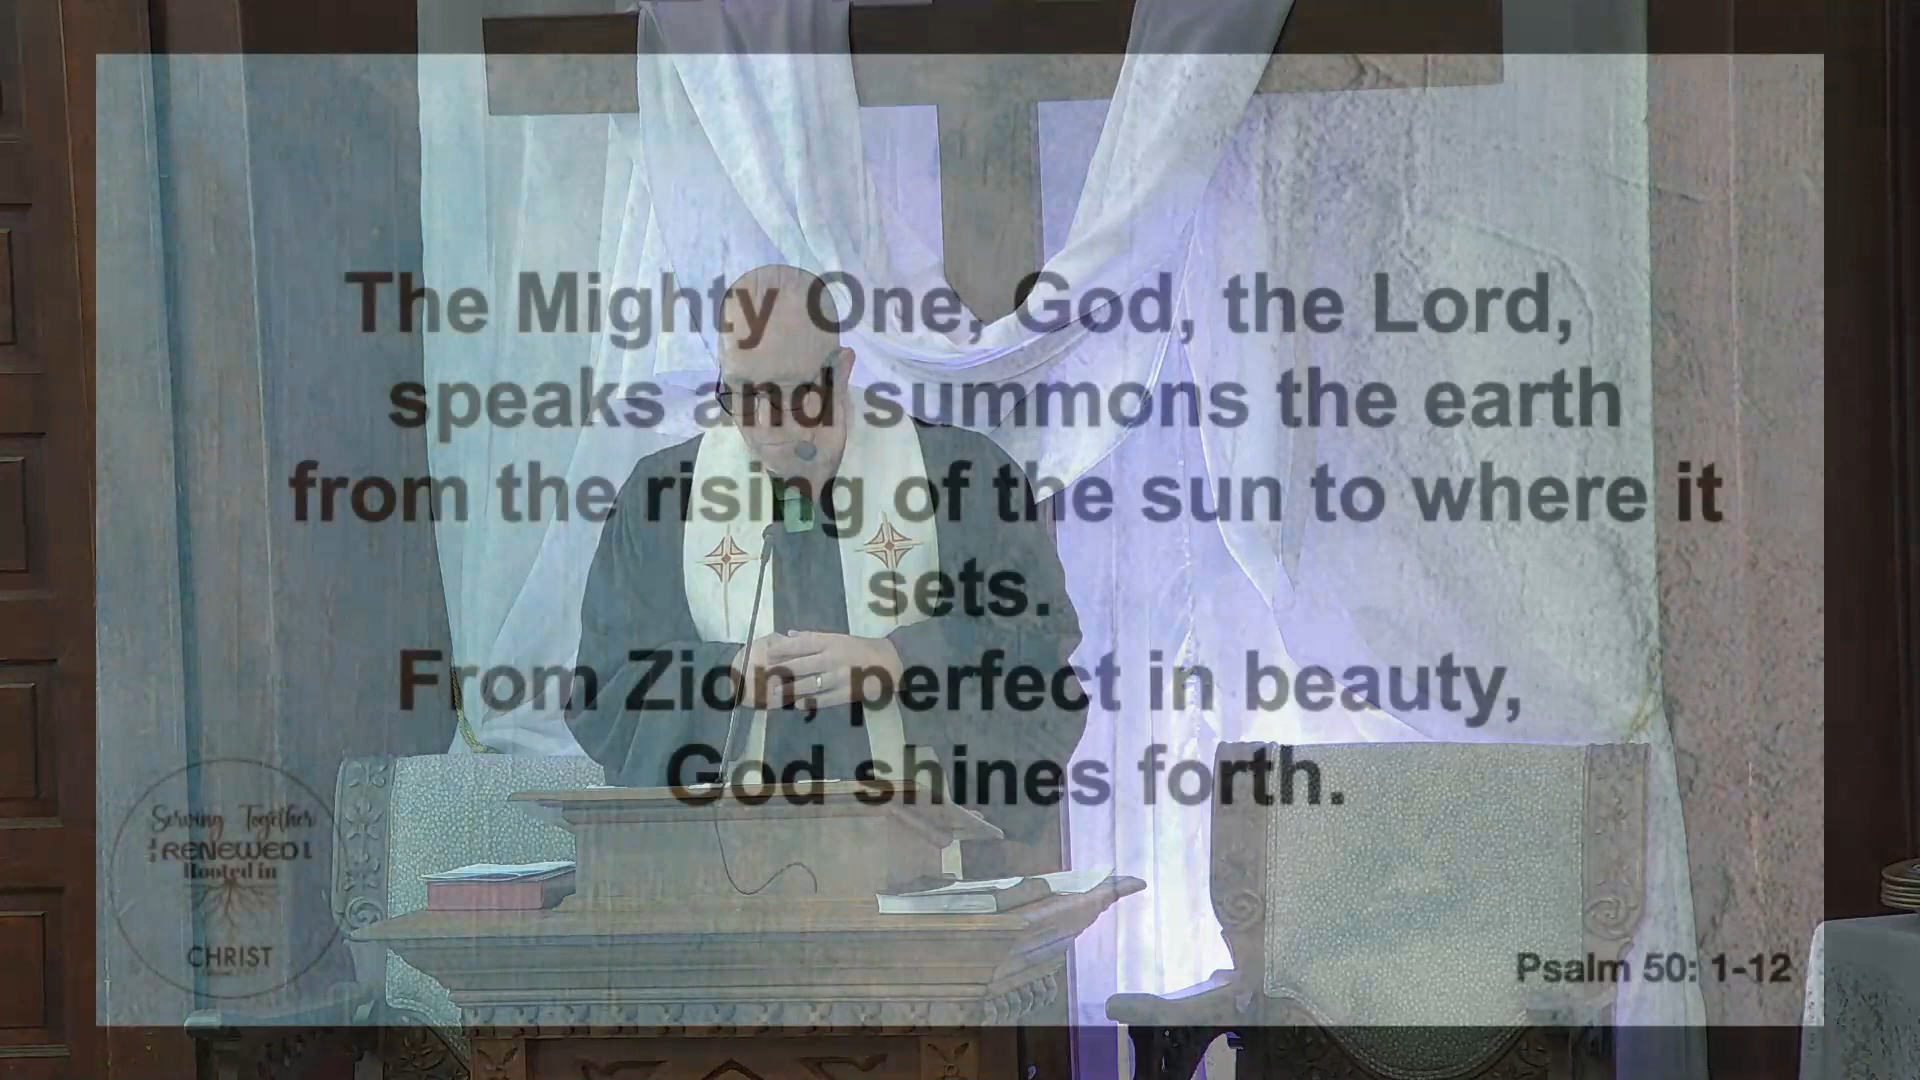 The Mighty One, God, the Lord,
speaks and summons the earth
from the rising of the sun to where it
sets.
From Zion, perfect in beauty,
God shines forth.
Serving Together
RENEWED
Rooted in
CHRIST
Psalm 50: 1-12